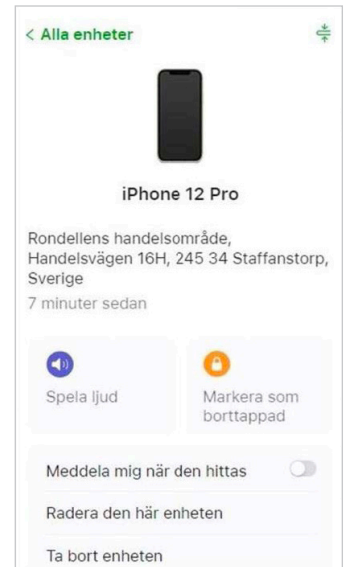 < Alla enheter
iPhone 12 Pro
Rondellens handelsområde,
Handelsvägen 16H, 245 34 Staffanstorp,
Sverige
7 minuter sedan
Spela ljud
Markera som
borttappad
Meddela mig när den hittas
Radera den här enheten
Ta bort enheten